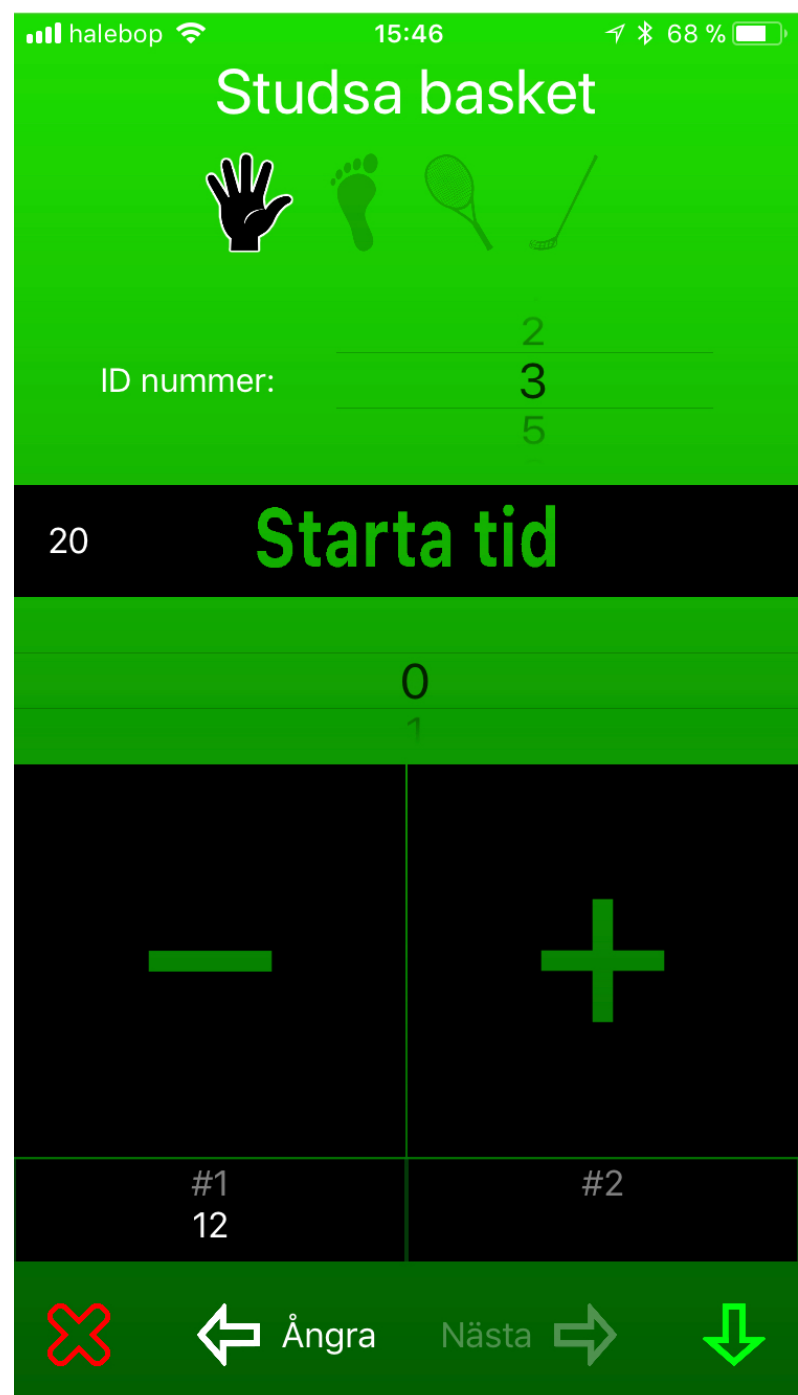 halebop 15:46 68 %
Studsa basket
2
ID nummer: 3
5
20 Starta tid
0
1
#1 #2
12
Ångra Nästa